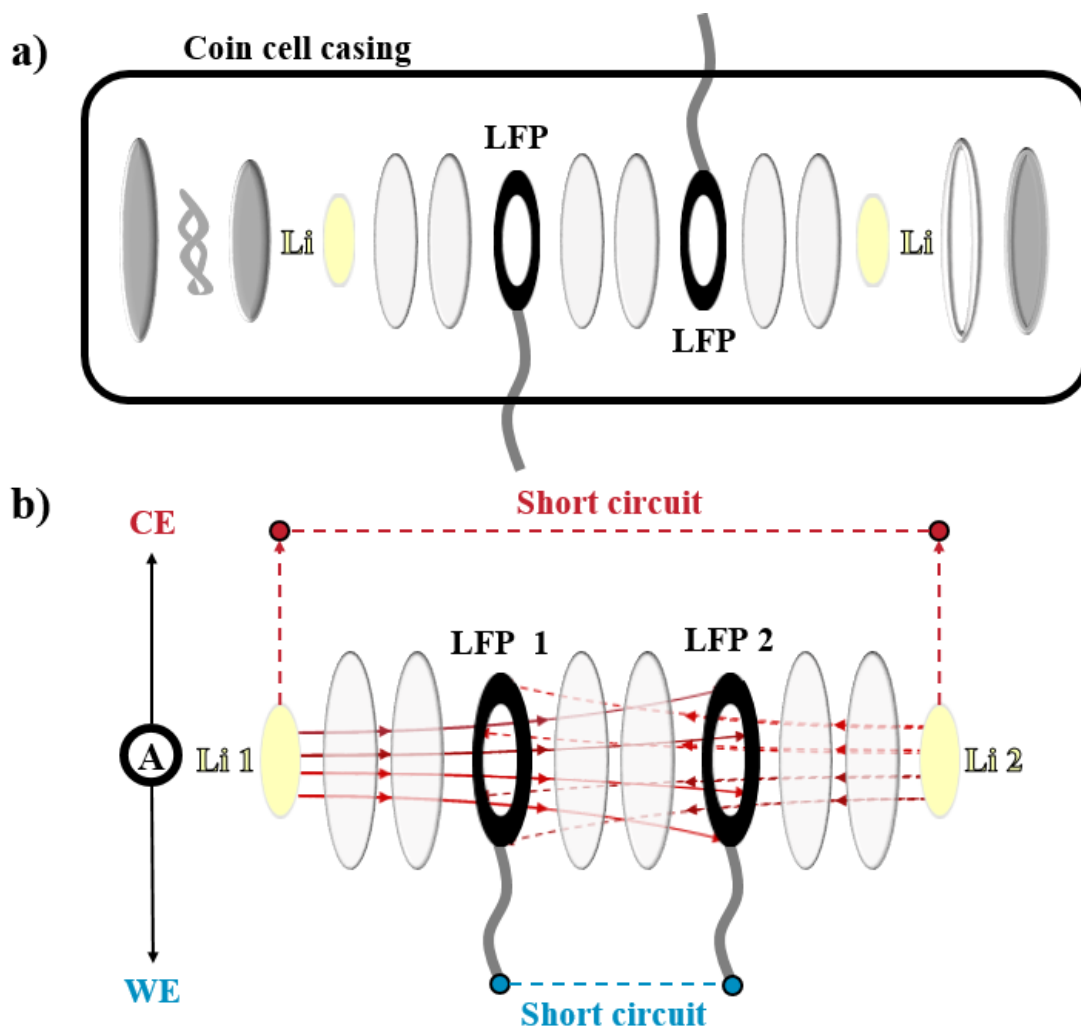 a)
Coin cell casing
LFP
Li
Li
LFP
b)
Short circuit
CE
LFP 1
LFP 2
A
Li 1
Li 2
WE
Short circuit